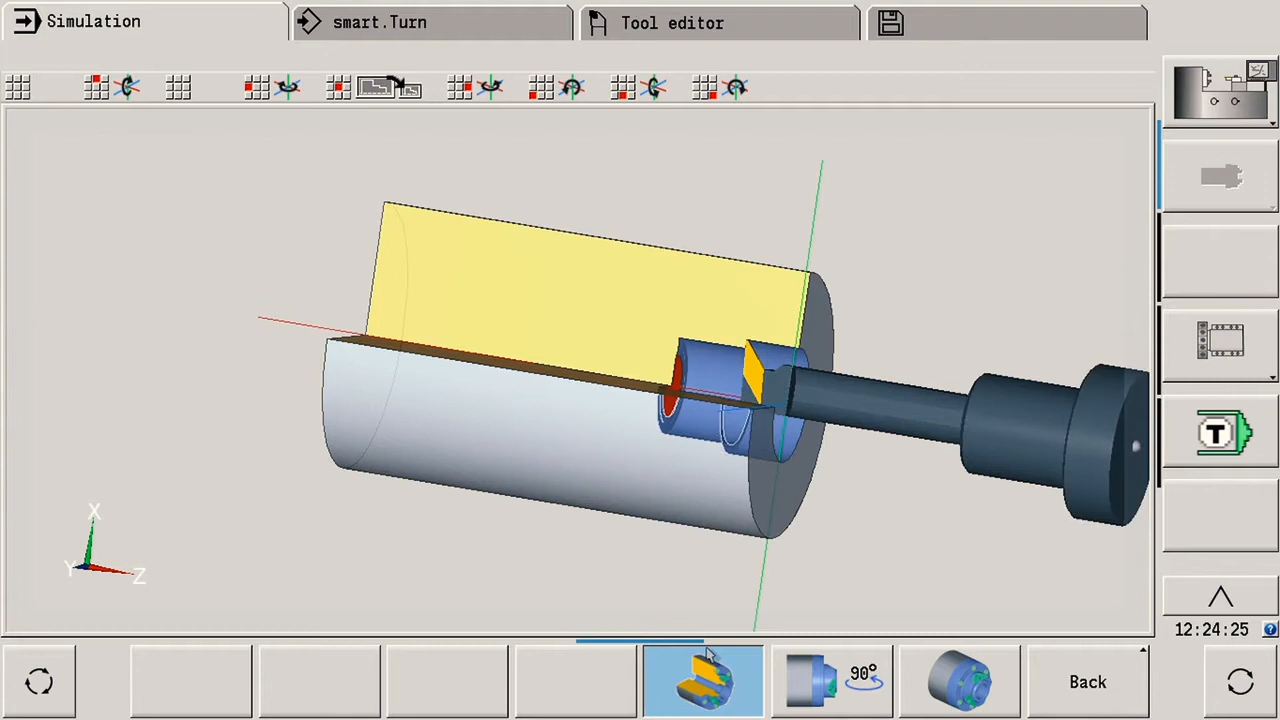 Simulation
smart.Turn
Tool editor
T
X
Y
Z
12:24:25
?
90°
Back